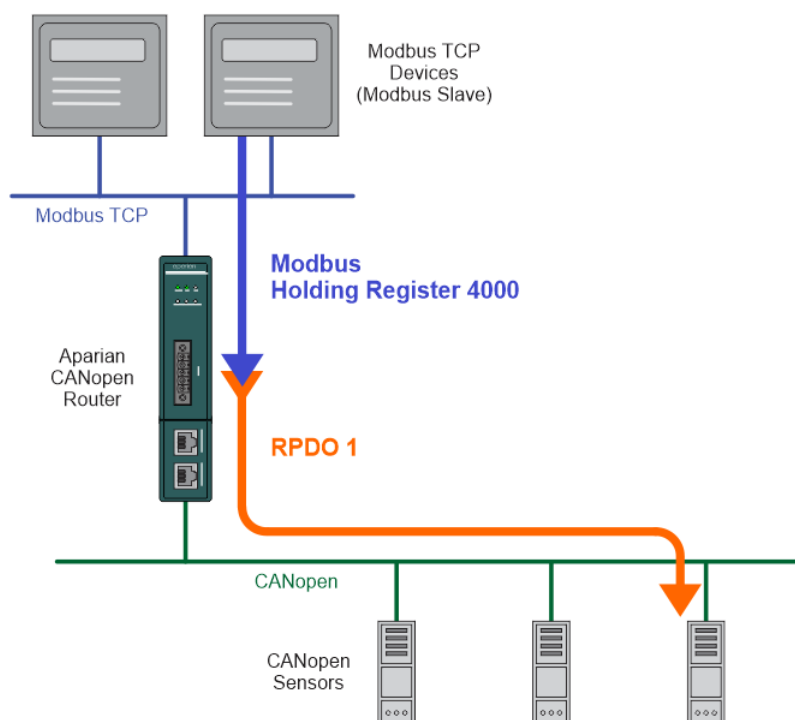 Modbus TCP
Devices
(Modbus Slave)
Modbus TCP
Modbus
Holding Register 4000
Aparian
CANopen
Router
RPDO 1
CANopen
CANopen
Sensors